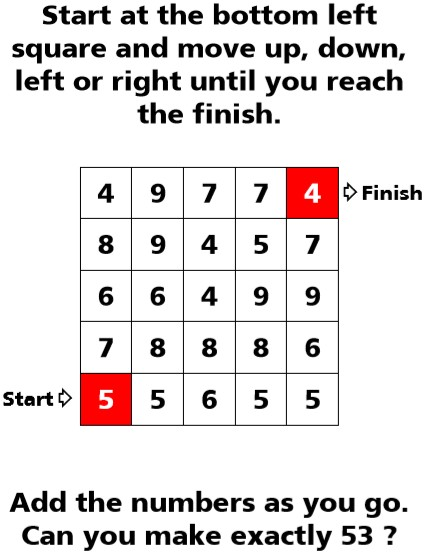 Start at the bottom left
square and move up, down,
left or right until you reach
the finish.
4 9 7 7 4 Finish
8 9 4 5 7
6 6 4 9 9
7 8 8 8 6
Start 5 5 6 5 5
Add the numbers as you go.
Can you make exactly 53 ?